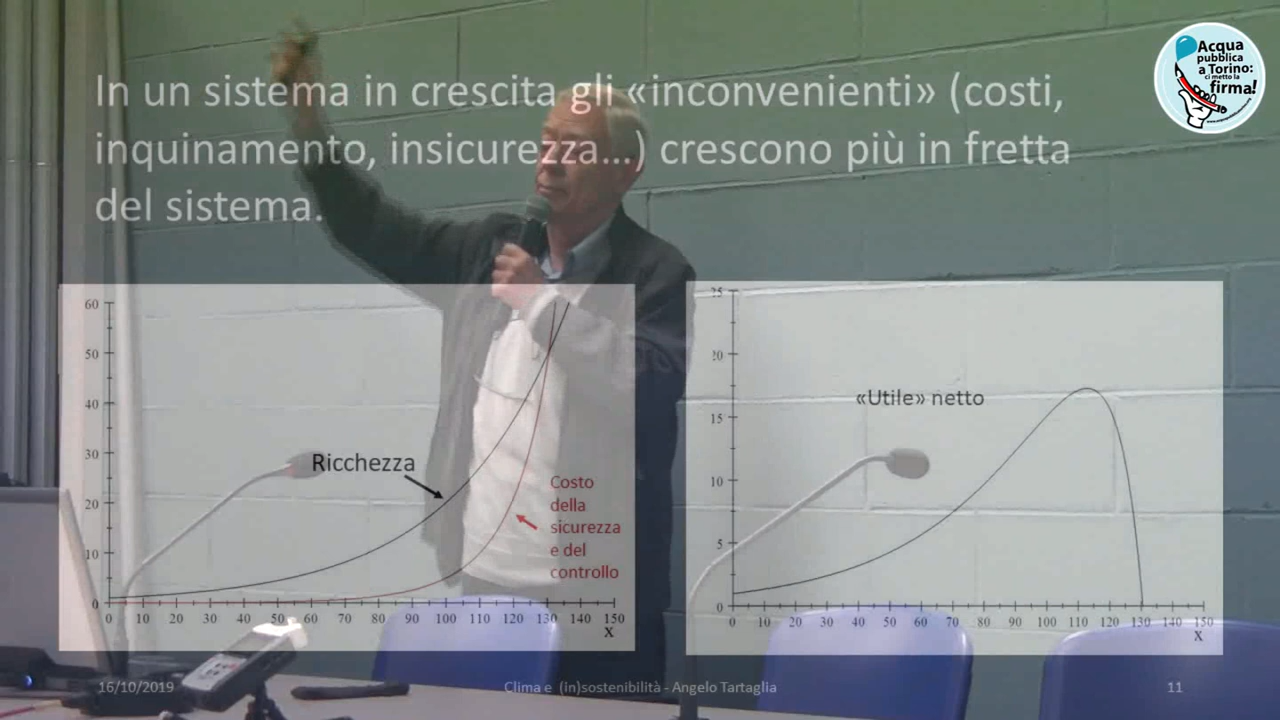 In un sistema in crescita gli «inconvenienti» (costi,
inquinamento, insicurezza...) crescono più in fretta
del sistema.
Acqua
pubblica
a Torino:
ci metto la
firma!
60
50
40
30
20
10
0
0 10 20 30 40 50 60 70 80 90 100 110 120 130 140 150
X
Ricchezza
Costo
della
sicurezza
e del
controllo
25
20
15
10
5
0
0 10 20 30 40 50 60 70 80 90 100 110 120 130 140 150
X
«Utile» netto
16/10/2019
Clima e (in)sostenibilità - Angelo Tartaglia
11